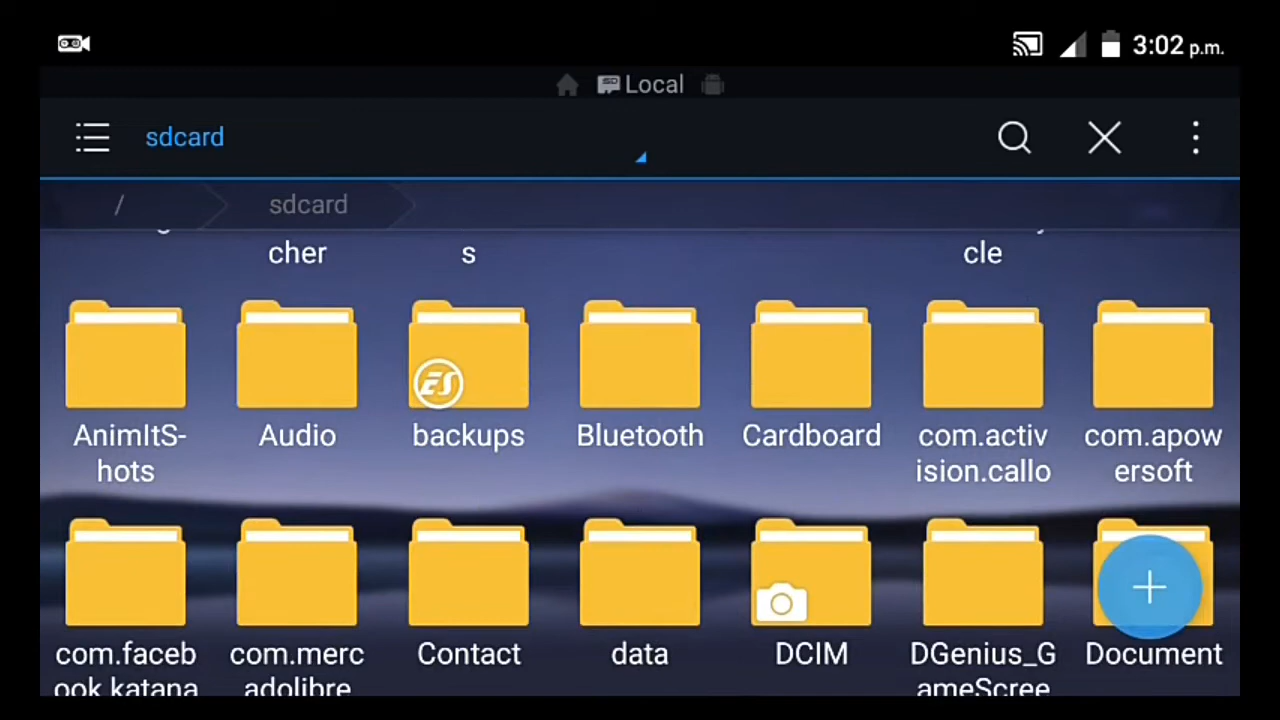 3:02 p.m.
Local
sdcard
/ sdcard
cher s cle
AnimItS-
hots
Audio
backups
Bluetooth
Cardboard
com.activ
ision.callo
com.apow
ersoft
com.faceb
ook.katana
com.merc
adolibre
Contact
data
DCIM
DGenius_G
ameScree
Document